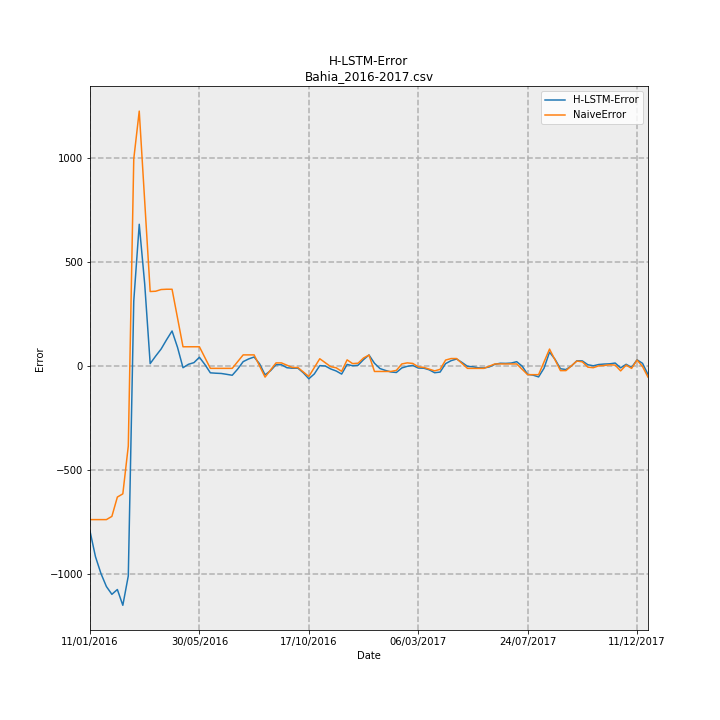 H-LSTM-Error
Bahia_2016-2017.csv
H-LSTM-Error
NaiveError
1000
500
0
−500
−1000
Error
11/01/2016 30/05/2016 17/10/2016 06/03/2017 24/07/2017 11/12/2017
Date